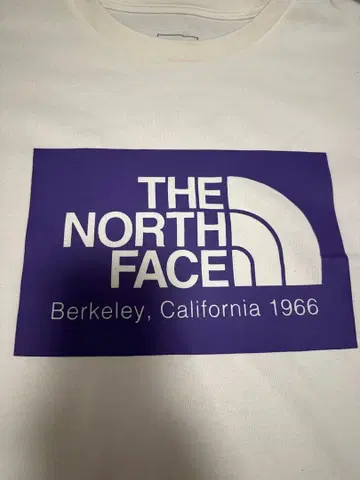 THE
NORTH
FACE
Berkeley, California 1966